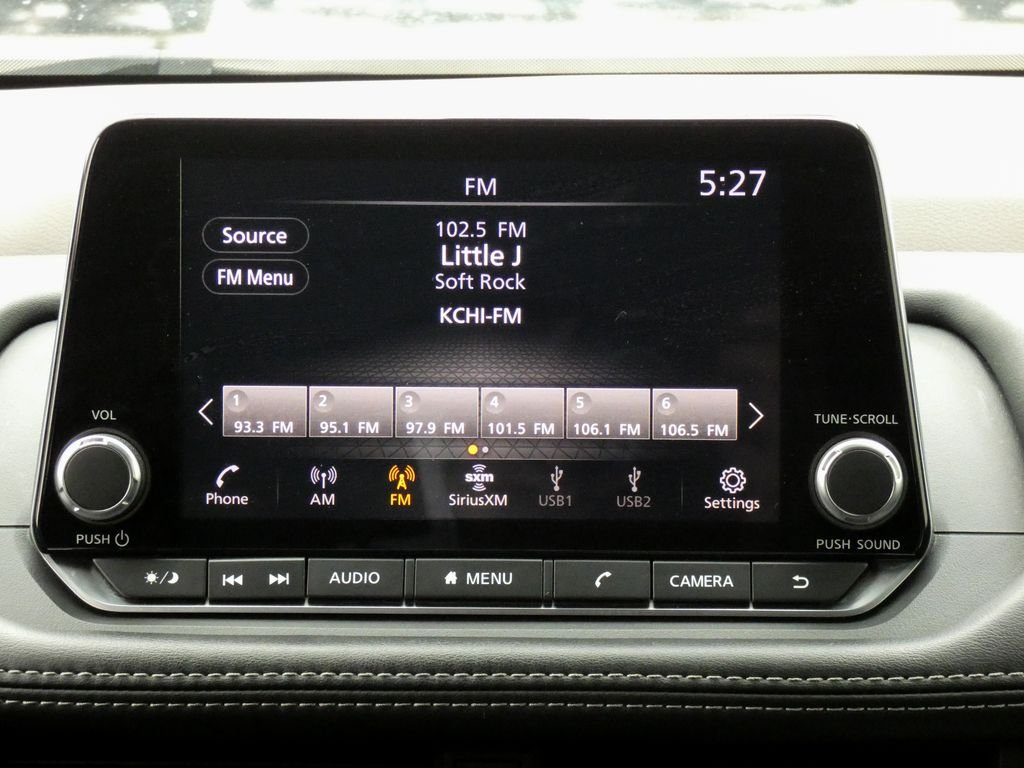 FM
5:27
Source
102.5 FM
Little J
FM Menu
Soft Rock
KCHI-FM
1 2 3 4 5 6
93.3 FM 95.1 FM 97.9 FM 101.5 FM 106.1 FM 106.5 FM
VOL
TUNE·SCROLL
sxm
Phone AM FM SiriusXM USB1 USB2 Settings
PUSH
PUSH SOUND
AUDIO MENU CAMERA